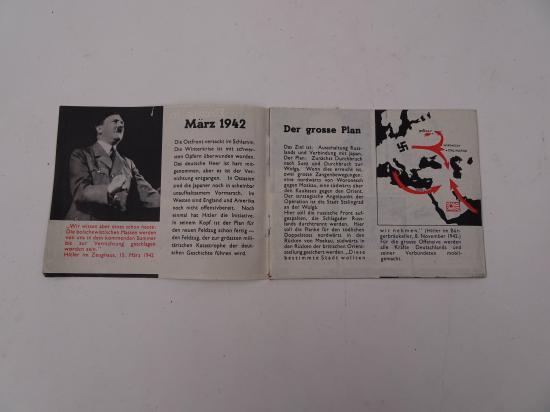 März 1942
Die Ostfront versackt im Schlamm.
Die Winterkrise ist mit schwe-
ren Opfern überwunden worden. Das
deutsche Heer ist hart mit-
genommen, aber es ist der Ver-
nichtung entgangen. In Ostasien
sind die Japaner noch in scheinbar
unaufhaltsamem Vormarsch. Im
Westen sind England und Amerika
noch nicht offensivbereit. Noch
einmal hat Hitler die Initiative,
in seinem Kopf ist der Plan für
den neuen Feldzug schon fertig —
den Feldzug, der zur grössten mili-
tärischen Katastrophe der deut-
schen Geschichte führen wird.
„Wir wissen aber eines schon heute:
Die bolschewistischen Massen werden
von uns in dem kommenden Sommer
bis zur Vernichtung geschlagen
werden sein."
Hitler im Zeughaus, 15. März 1942
Der grosse Plan
Das Ziel ist: Ausschaltung Russ-
lands und Verbindung mit Japan.
Der Plan: Zunächst Durchbruch
nach Suez und Durchbruch zur
Wolga. Wenn dies erreicht ist,
zwei grosse Zangenbewegungen:
eine nordwärts von Woronesch
gegen Moskau, eine südwärts über
den Kaukasus gegen den Orient.
Der strategische Angelpunkt der
Operation ist die Stadt Stalingrad
an der Wolga.
Hier soll die russische Front auf-
gespalten, die Schlagader Russ-
lands durchtrennt werden. Hier
soll die Flanke für den tödlichen
Doppelstoss nordwärts in den
Rücken von Moskau, südwärts in
den Rücken der britischen Orient-
stellung gesichert werden. „Diese
bestimmte Stadt wollten
wir nehmen." (Hitler im Bür-
gerbräukeller, 8. November 1942.)
Für die grosse Offensive werden
alle Kräfte Deutschlands und
seiner Verbündeten mobil-
gemacht.